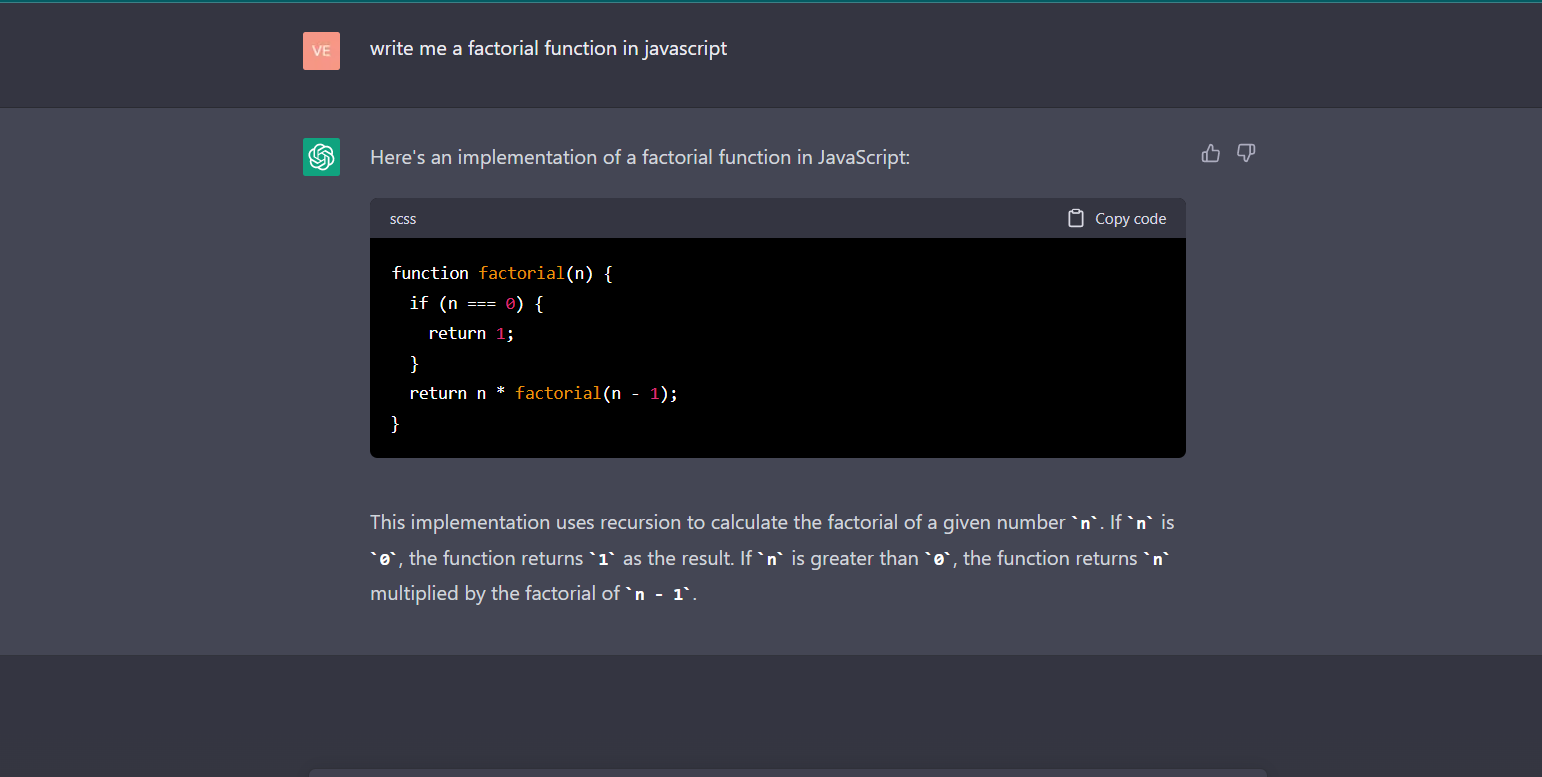 VE
write me a factorial function in javascript
Here's an implementation of a factorial function in JavaScript:
scss Copy code
function factorial(n) {
  if (n === 0) {
    return 1;
  }
  return n * factorial(n - 1);
}
This implementation uses recursion to calculate the factorial of a given number `n`. If `n` is
`0`, the function returns `1` as the result. If `n` is greater than `0`, the function returns `n`
multiplied by the factorial of `n - 1`.